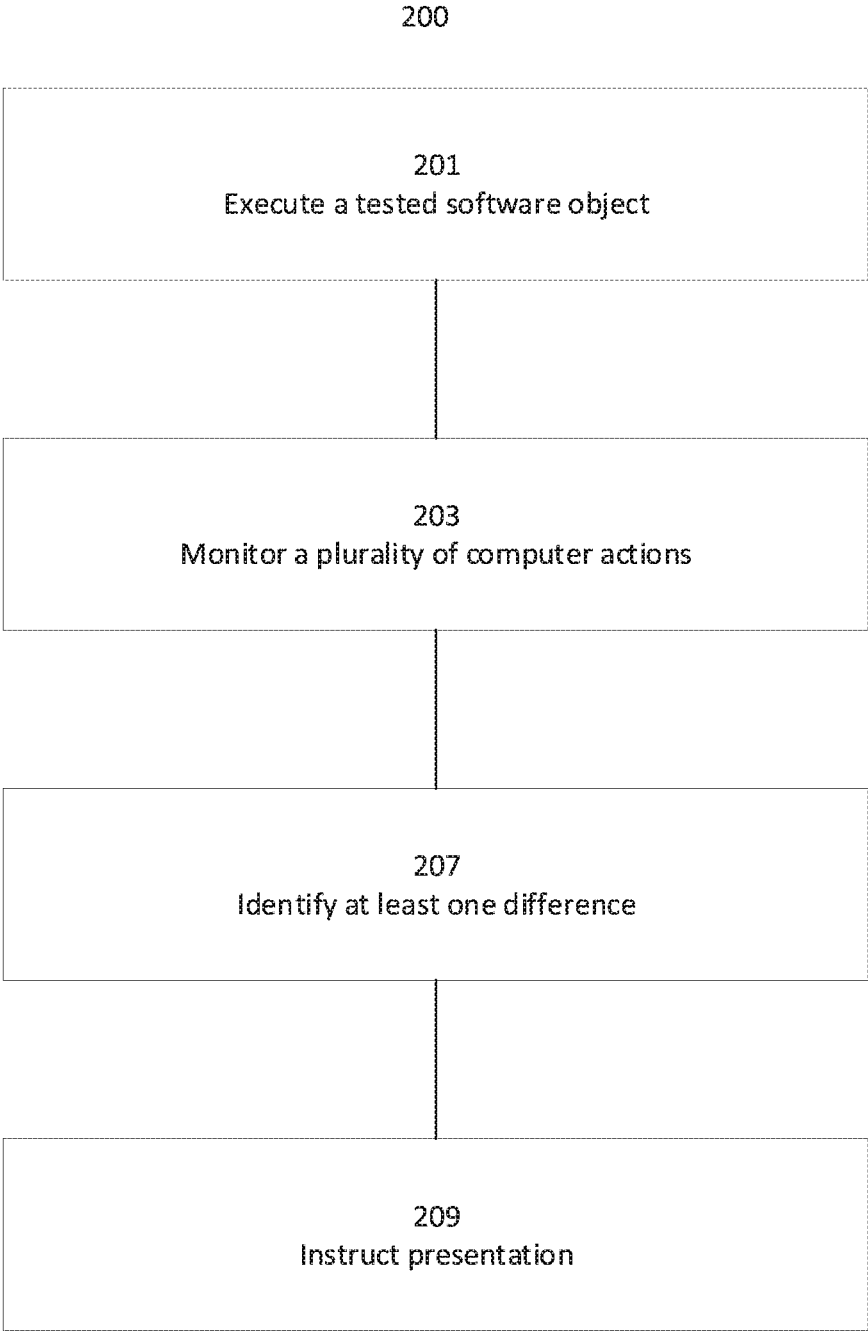 200
201
Execute a tested software object
203
Monitor a plurality of computer actions
207
Identify at least one difference
209
Instruct presentation